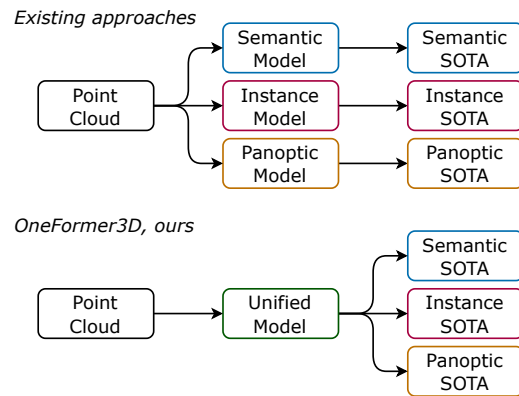 Existing approaches
Semantic
Model
Semantic
SOTA
Point
Cloud
Instance
Model
Instance
SOTA
Panoptic
Model
Panoptic
SOTA
OneFormer3D, ours
Semantic
SOTA
Point
Cloud
Unified
Model
Instance
SOTA
Panoptic
SOTA